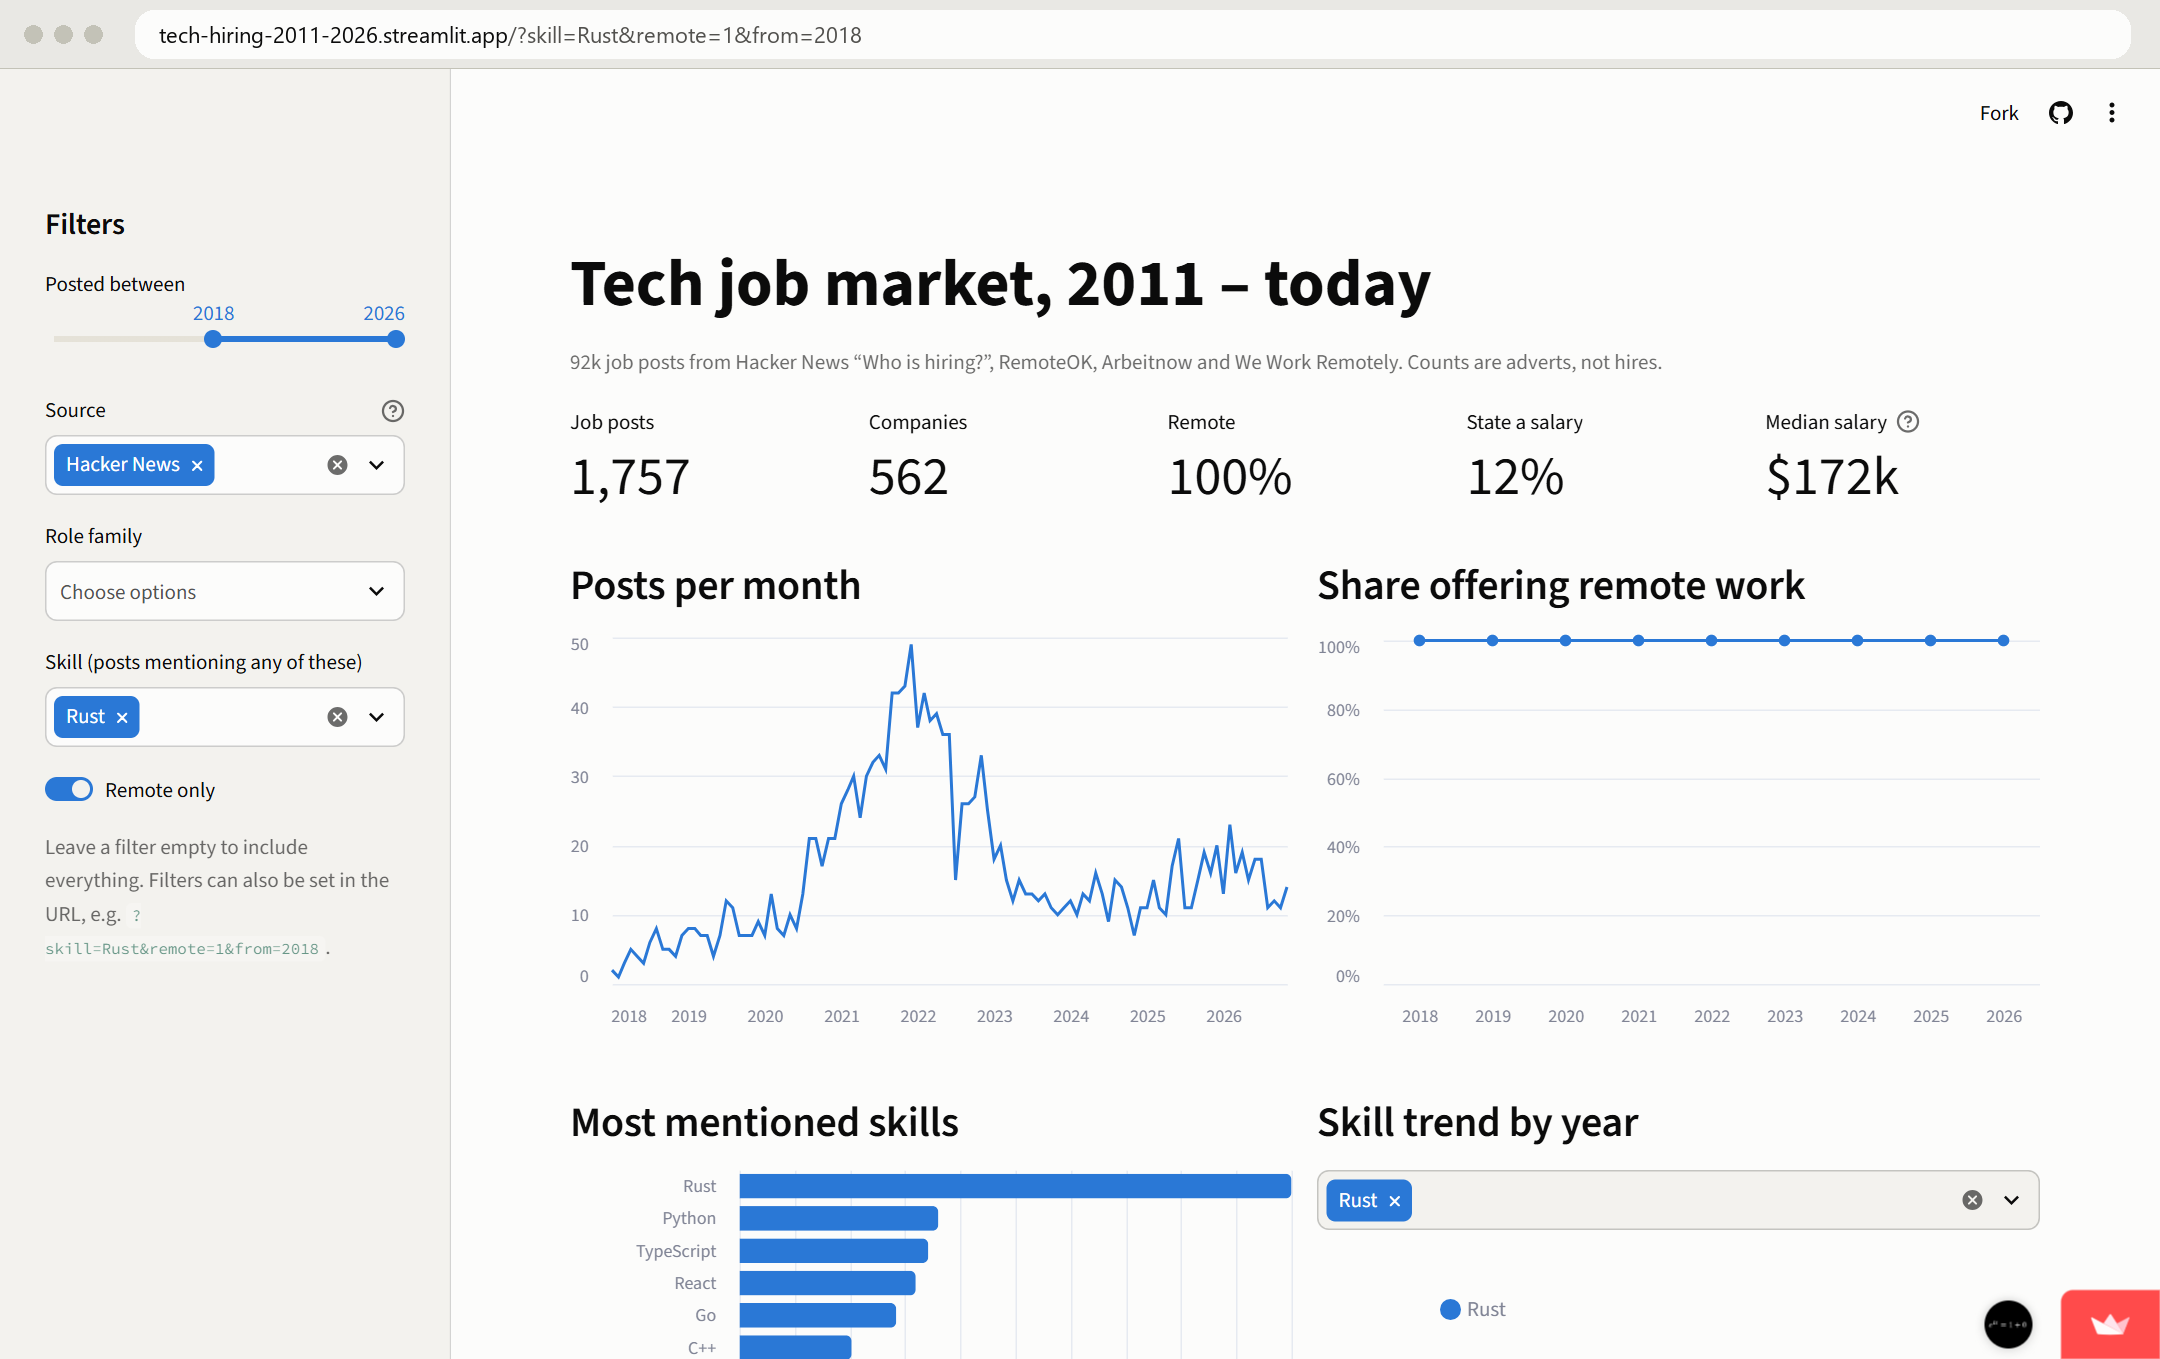 tech-hiring-2011-2026.streamlit.app/?skill=Rust&remote=1&from=2018
Fork
Filters
Posted between
2018 2026
Source
Hacker News
Role family
Choose options
Skill (posts mentioning any of these)
Rust
Remote only
Leave a filter empty to include
everything. Filters can also be set in the
URL, e.g. ?
skill=Rust&remote=1&from=2018 .
Tech job market, 2011 – today
92k job posts from Hacker News “Who is hiring?”, RemoteOK, Arbeitnow and We Work Remotely. Counts are adverts, not hires.
Job posts
1,757
Companies
562
Remote
100%
State a salary
12%
Median salary
$172k
Posts per month
50
40
30
20
10
0
2018 2019 2020 2021 2022 2023 2024 2025 2026
Share offering remote work
100%
80%
60%
40%
20%
0%
2018 2019 2020 2021 2022 2023 2024 2025 2026
Most mentioned skills
Rust
Python
TypeScript
React
Go
C++
Skill trend by year
Rust
Rust